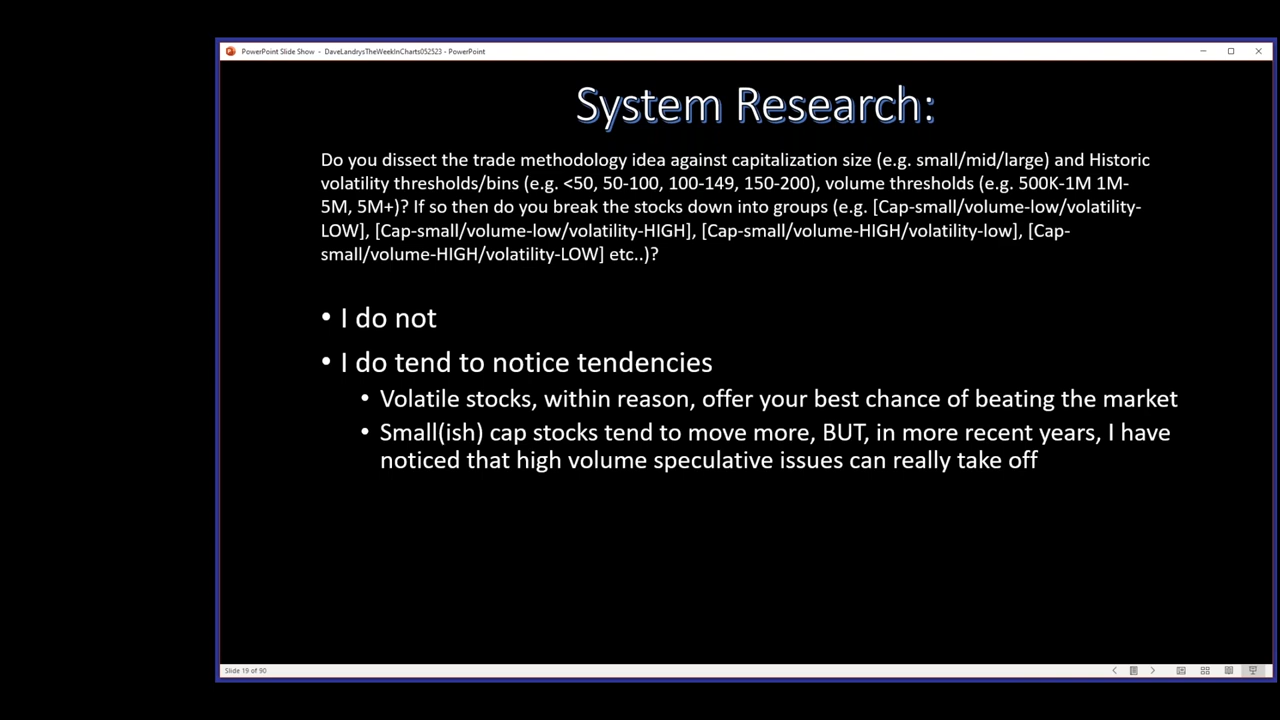 PowerPoint Slide Show - DaveLandrysTheWeekInCharts052523 - PowerPoint
System Research:
Do you dissect the trade methodology idea against capitalization size (e.g. small/mid/large) and Historic
volatility thresholds/bins (e.g. <50, 50-100, 100-149, 150-200), volume thresholds (e.g. 500K-1M 1M-
5M, 5M+)? If so then do you break the stocks down into groups (e.g. [Cap-small/volume-low/volatility-
LOW], [Cap-small/volume-low/volatility-HIGH], [Cap-small/volume-HIGH/volatility-low], [Cap-
small/volume-HIGH/volatility-LOW] etc..)?
• I do not
• I do tend to notice tendencies
• Volatile stocks, within reason, offer your best chance of beating the market
• Small(ish) cap stocks tend to move more, BUT, in more recent years, I have
noticed that high volume speculative issues can really take off
Slide 19 of 90